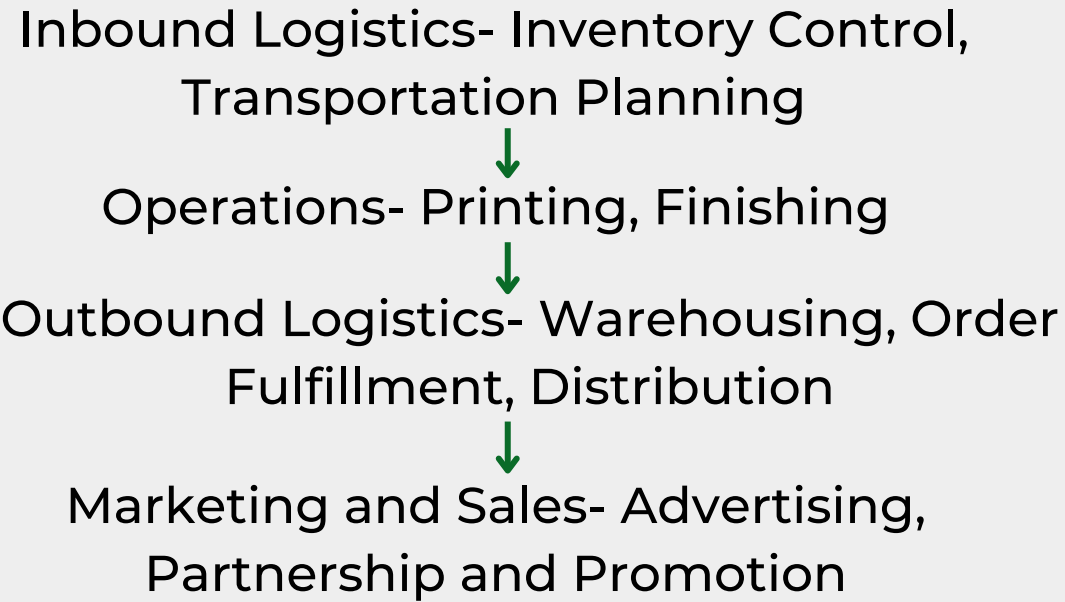 Inbound Logistics- Inventory Control,
Transportation Planning
Operations- Printing, Finishing
Outbound Logistics- Warehousing, Order
Fulfillment, Distribution
Marketing and Sales- Advertising,
Partnership and Promotion